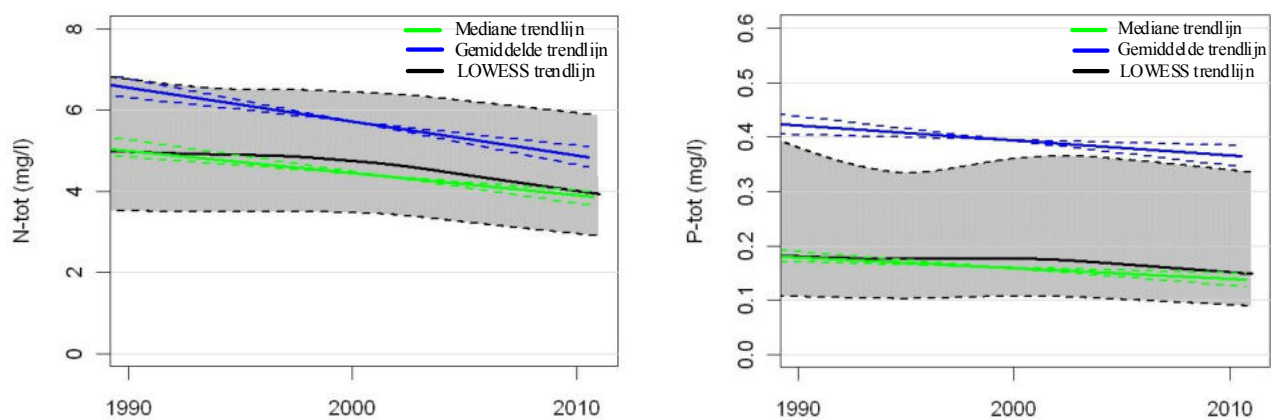 8
6
4
2
0
N-tot (mg/l)
Mediane trendlijn
Gemiddelde trendlijn
LOWESS trendlijn
1990
2000
2010
0.6
0.5
0.4
0.3
0.2
0.1
0.0
P-tot (mg/l)
Mediane trendlijn
Gemiddelde trendlijn
LOWESS trendlijn
1990
2000
2010